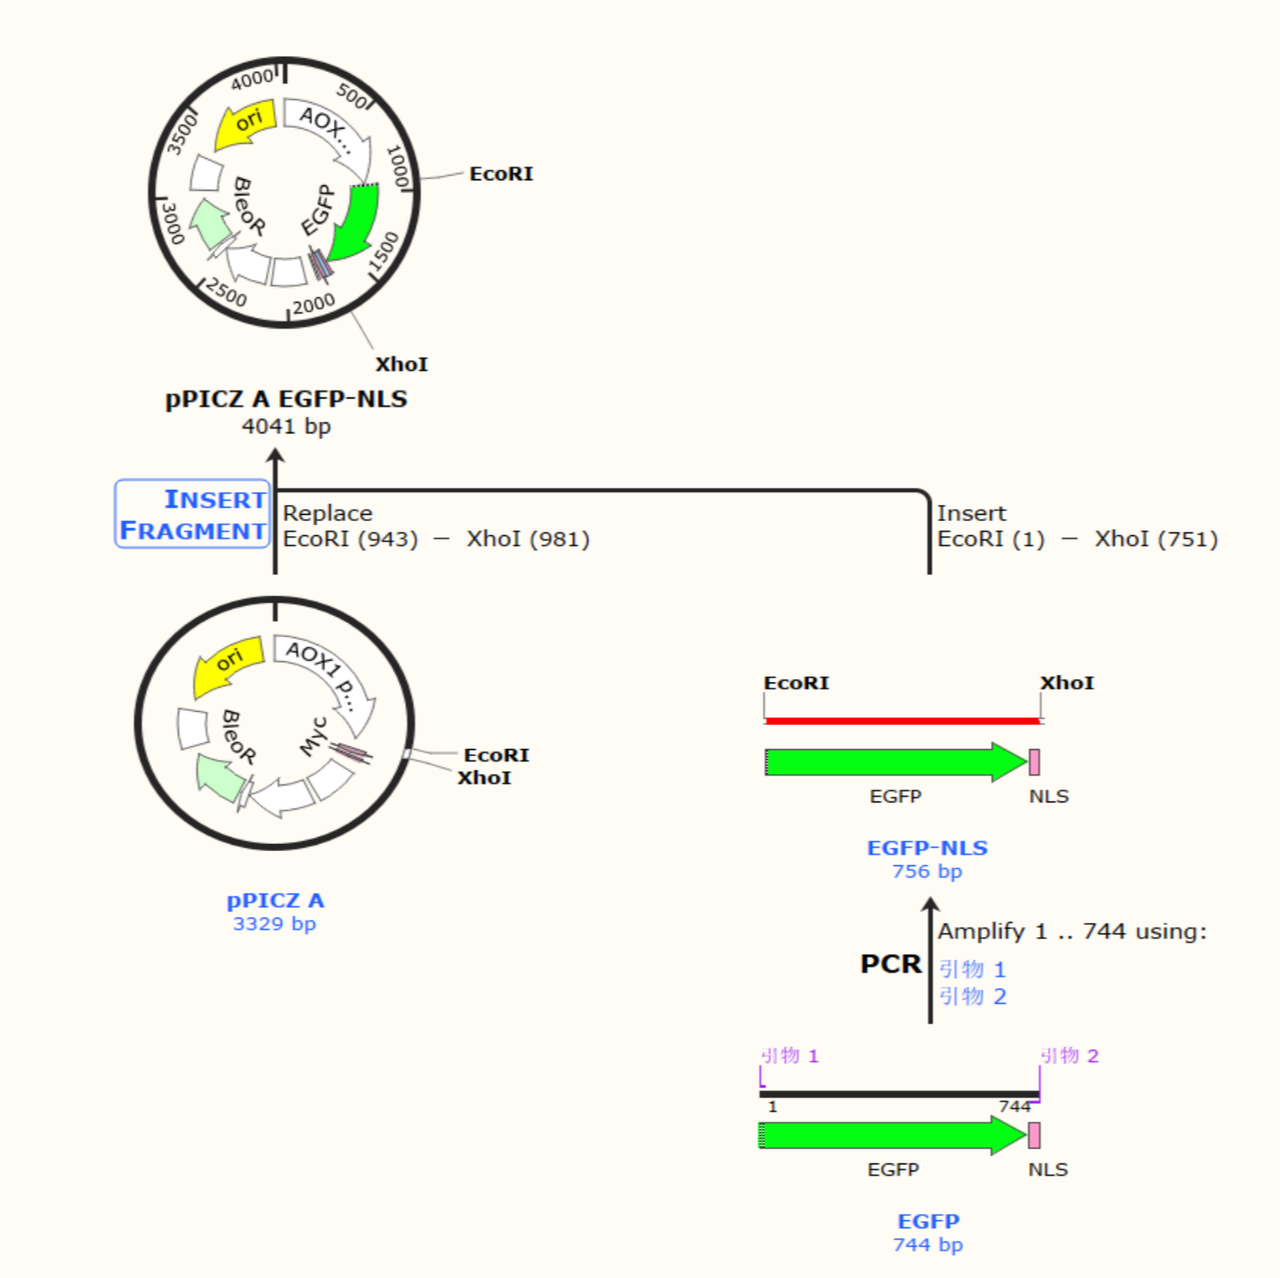 4000
500
3500
ori
AOX...
1000
EcoRI
BleoR
EGFP
3000
1500
2500
2000
XhoI
pPICZ A EGFP-NLS
4041 bp
INSERT
FRAGMENT
Replace
EcoRI (943) – XhoI (981)
Insert
EcoRI (1) – XhoI (751)
ori
AOX1 p...
BleoR
Myc
EcoRI
XhoI
pPICZ A
3329 bp
EcoRI
XhoI
EGFP
NLS
EGFP-NLS
756 bp
PCR
Amplify 1 .. 744 using:
引物 1
引物 2
引物 1
引物 2
1
744
EGFP
NLS
EGFP
744 bp